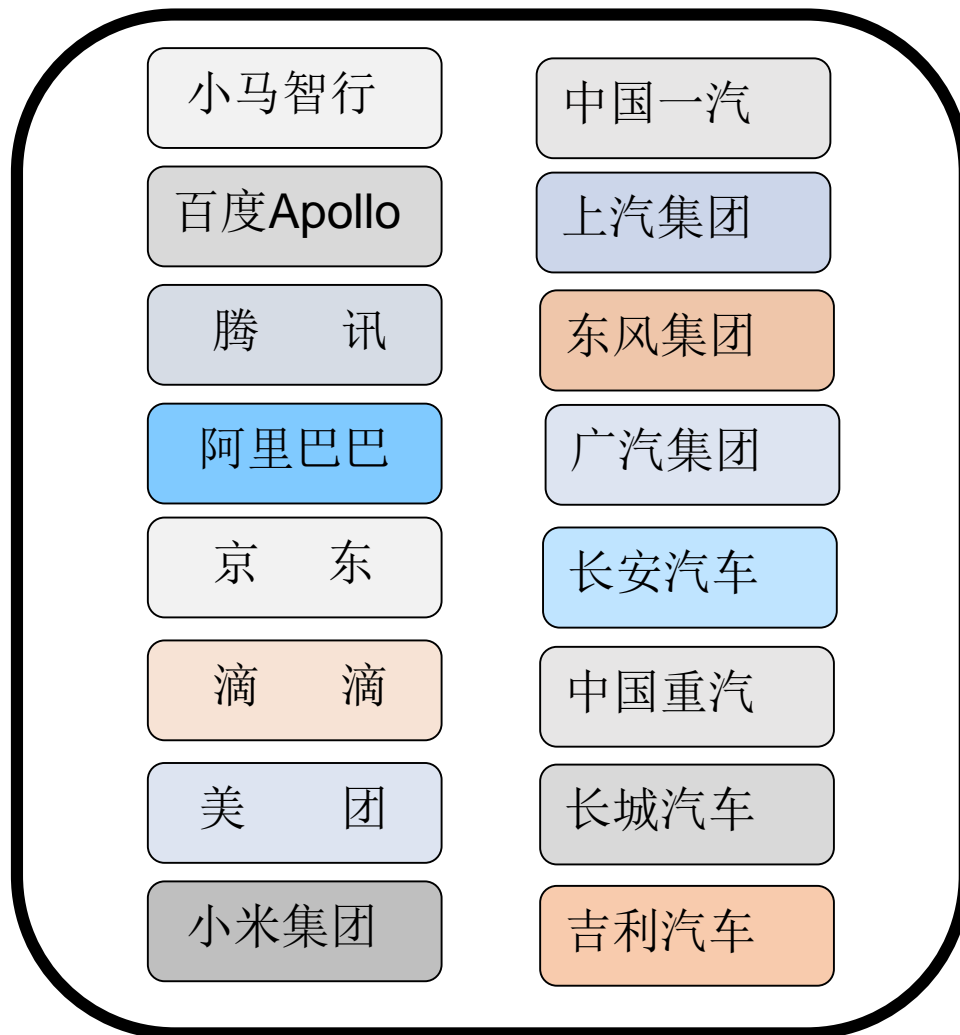 小马智行
百度Apollo
腾 讯
阿里巴巴
京 东
滴 滴
美 团
小米集团
中国一汽
上汽集团
东风集团
广汽集团
长安汽车
中国重汽
长城汽车
吉利汽车